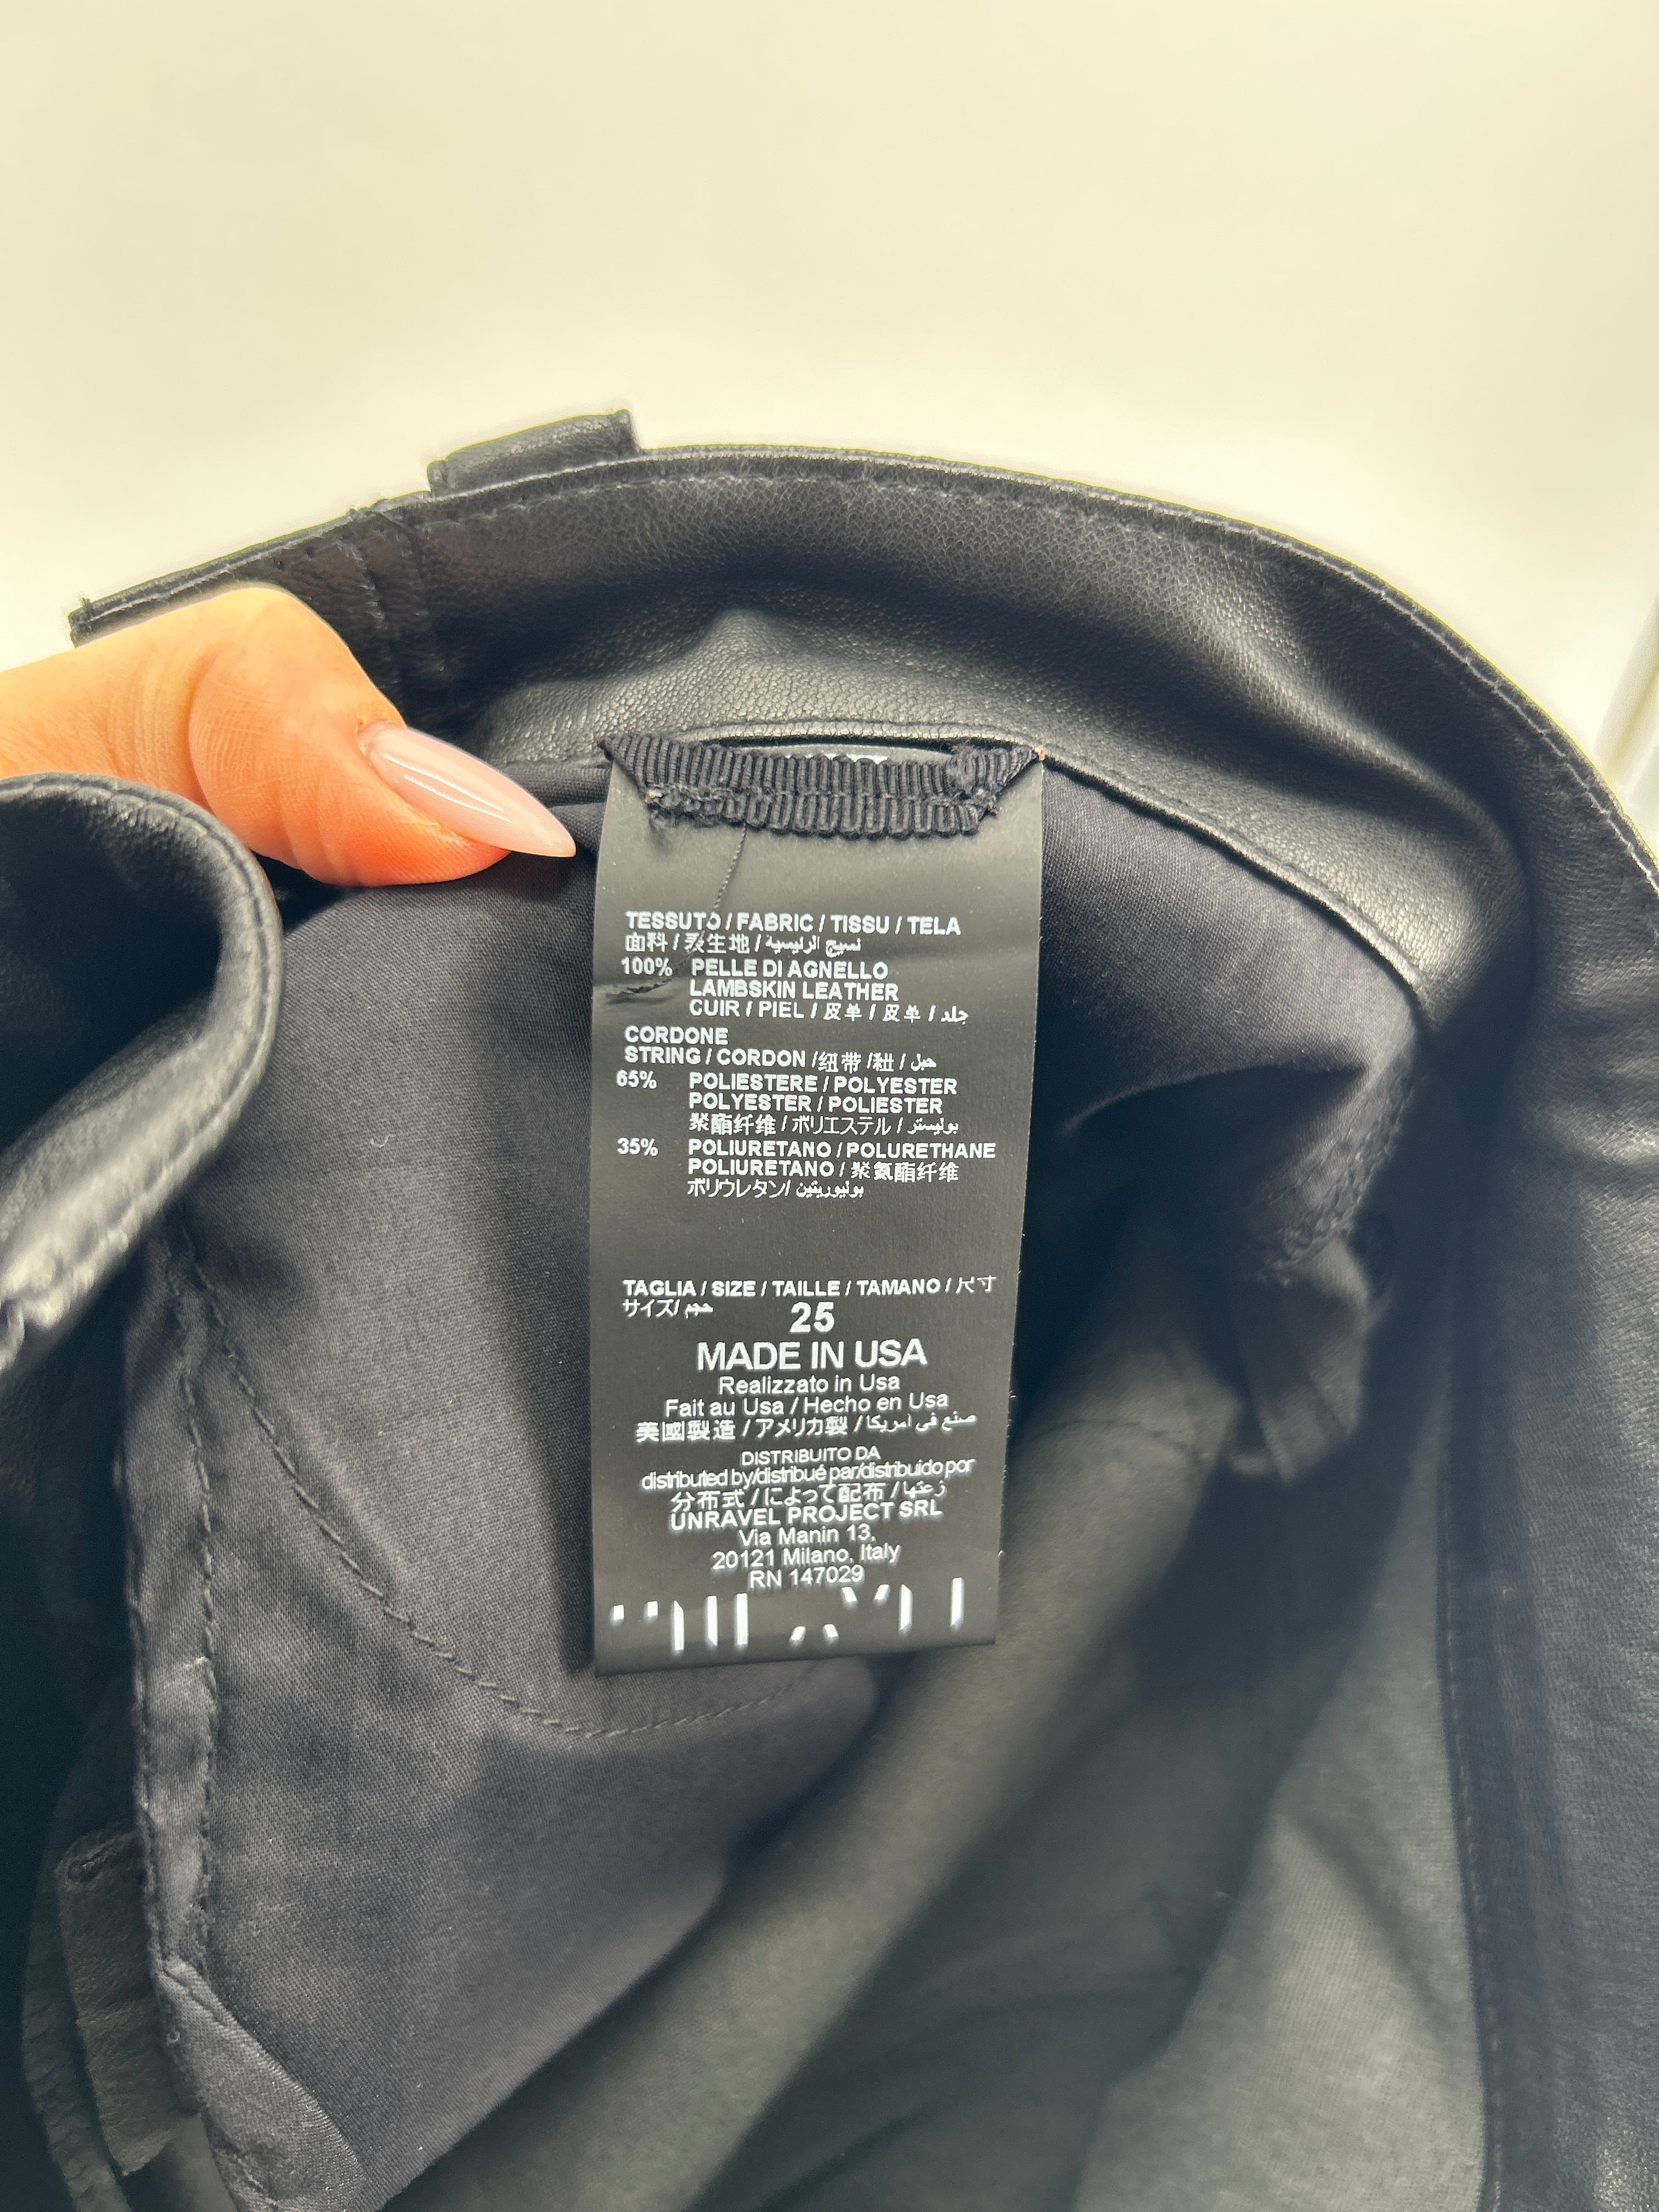 TESSUTO / FABRIC / TISSU / TELA
面料 / 表生地 / نسيج الرئيسية
100% PELLE DI AGNELLO
LAMBSKIN LEATHER
CUIR / PIEL / 皮单 / 皮单 / جلد
CORDONE
STRING / CORDON / 纽带 / 紐 / حبل
65% POLIESTERE / POLYESTER
POLYESTER / POLIESTER
聚酯纤维 / ポリエステル / بوليستر
35% POLIURETANO / POLURETHANE
POLIURETANO / 聚氨酯纤维
ポリウレタン / بوليوريتين
TAGLIA / SIZE / TAILLE / TAMANO / 尺寸
サイズ / حجم 25
MADE IN USA
Realizzato in Usa
Fait au Usa / Hecho en Usa
美國製造 / アメリカ製 / صنع في امريكا
DISTRIBUITO DA
distributed by/distribué par/distribuido por
分布式 / によって配布 /
UNRAVEL PROJECT SRL
Via Manin 13,
20121 Milano, Italy
RN 147029